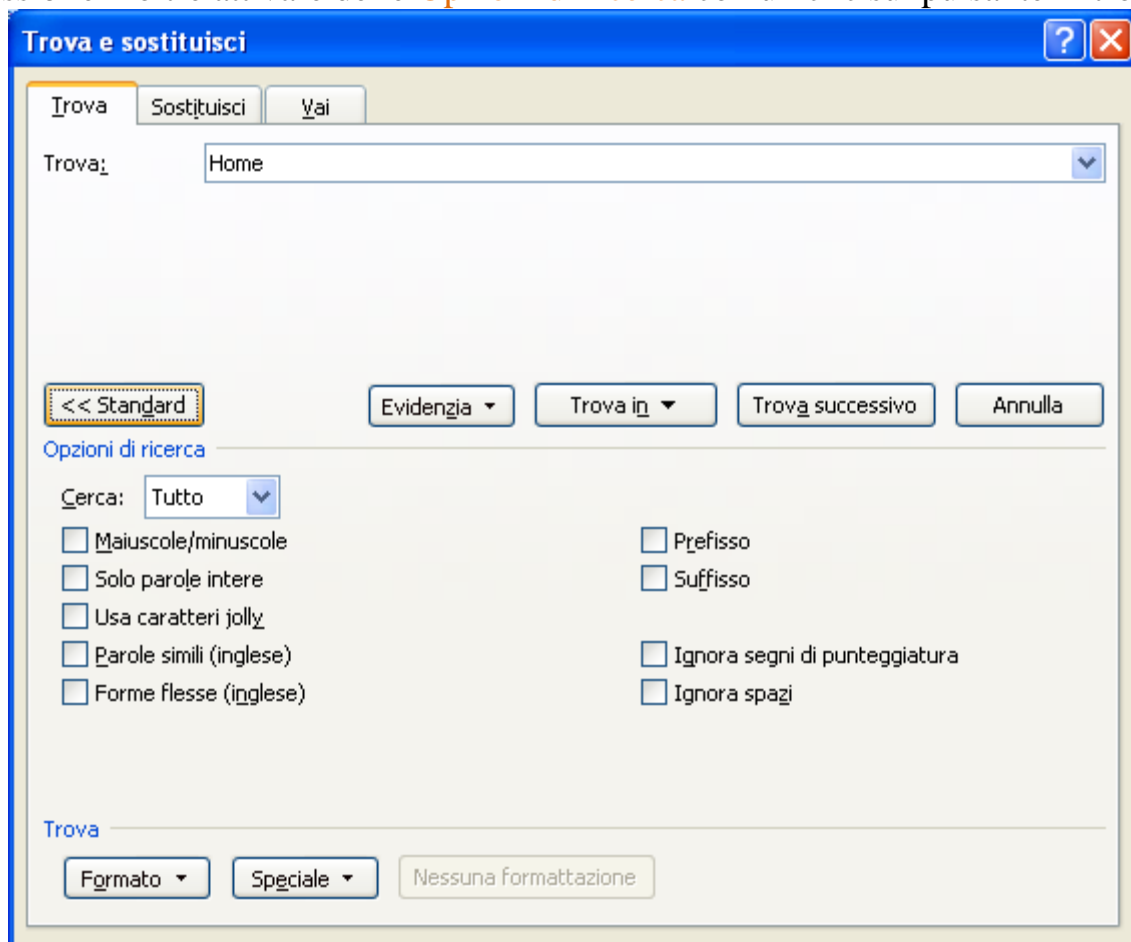 Trova e sostituisci
Trova Sostituisci Vai
Trova: Home
<< Standard Evidenzia Trova in Trova successivo Annulla
Opzioni di ricerca
Cerca: Tutto
Maiuscole/minuscole Prefisso
Solo parole intere Suffisso
Usa caratteri jolly
Parole simili (inglese) Ignora segni di punteggiatura
Forme flesse (inglese) Ignora spazi
Trova
Formato Speciale Nessuna formattazione